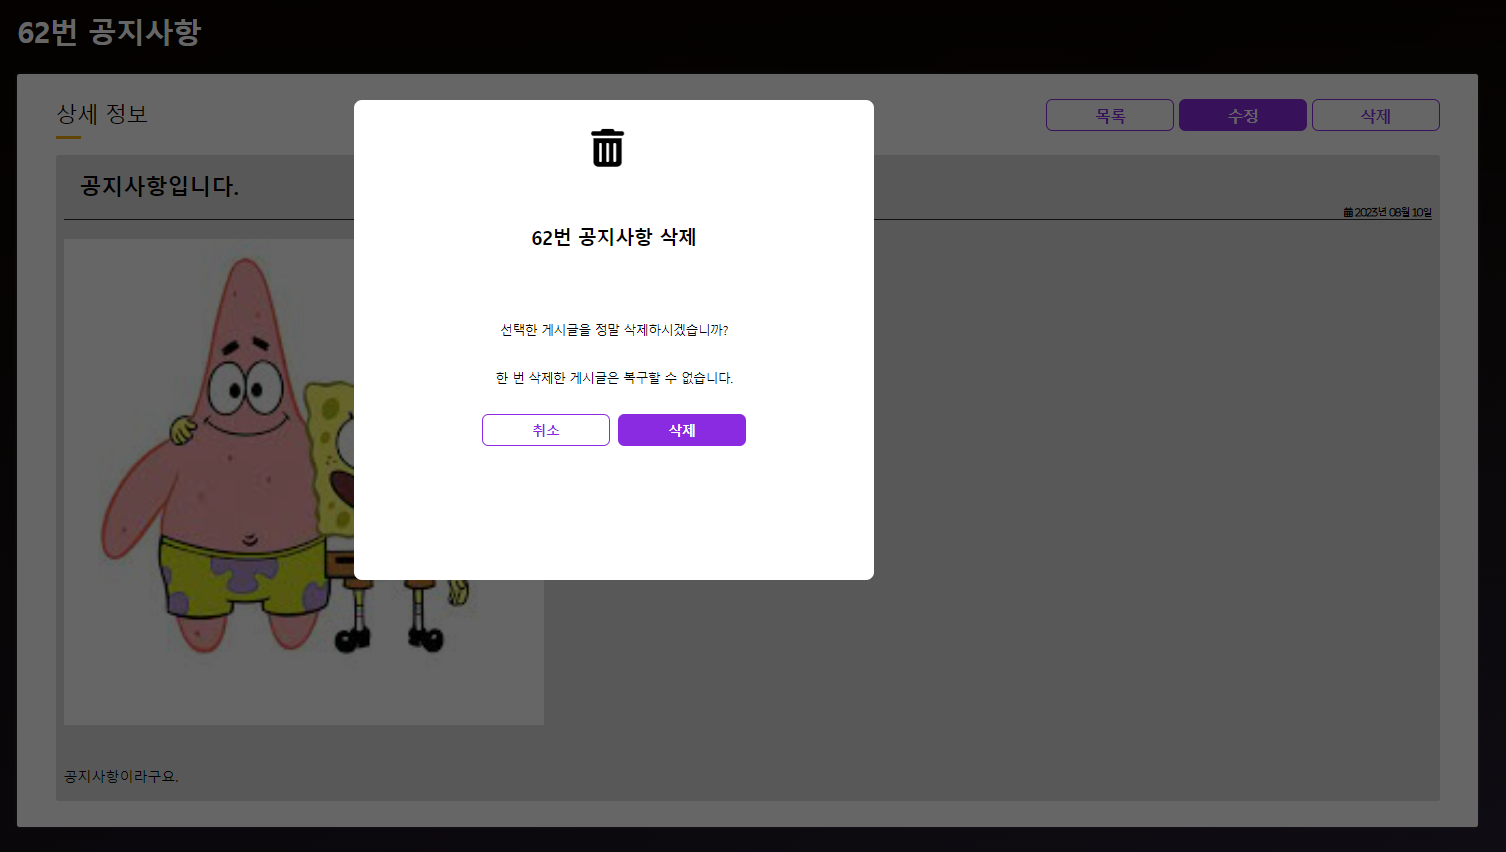 62번 공지사항
상세 정보
목록 수정 삭제
공지사항입니다.
2023년 08월 10일
62번 공지사항 삭제
선택한 게시글을 정말 삭제하시겠습니까?
한 번 삭제한 게시글은 복구할 수 없습니다.
취소 삭제
공지사항이라구요.